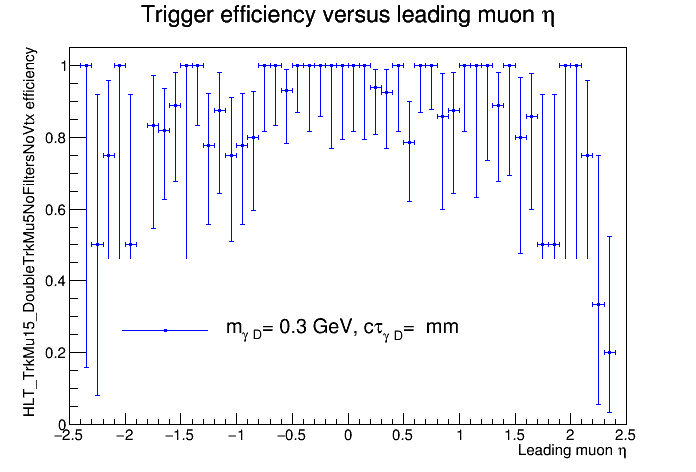 Trigger efficiency versus leading muon η
HLT_TrkMu15_DoubleTrkMu5NoFiltersNoVtx efficiency
1
0.8
0.6
0.4
0.2
0
m_γ D= 0.3 GeV, cτ_γ D= mm
−2.5 −2 −1.5 −1 −0.5 0 0.5 1 1.5 2 2.5
Leading muon η